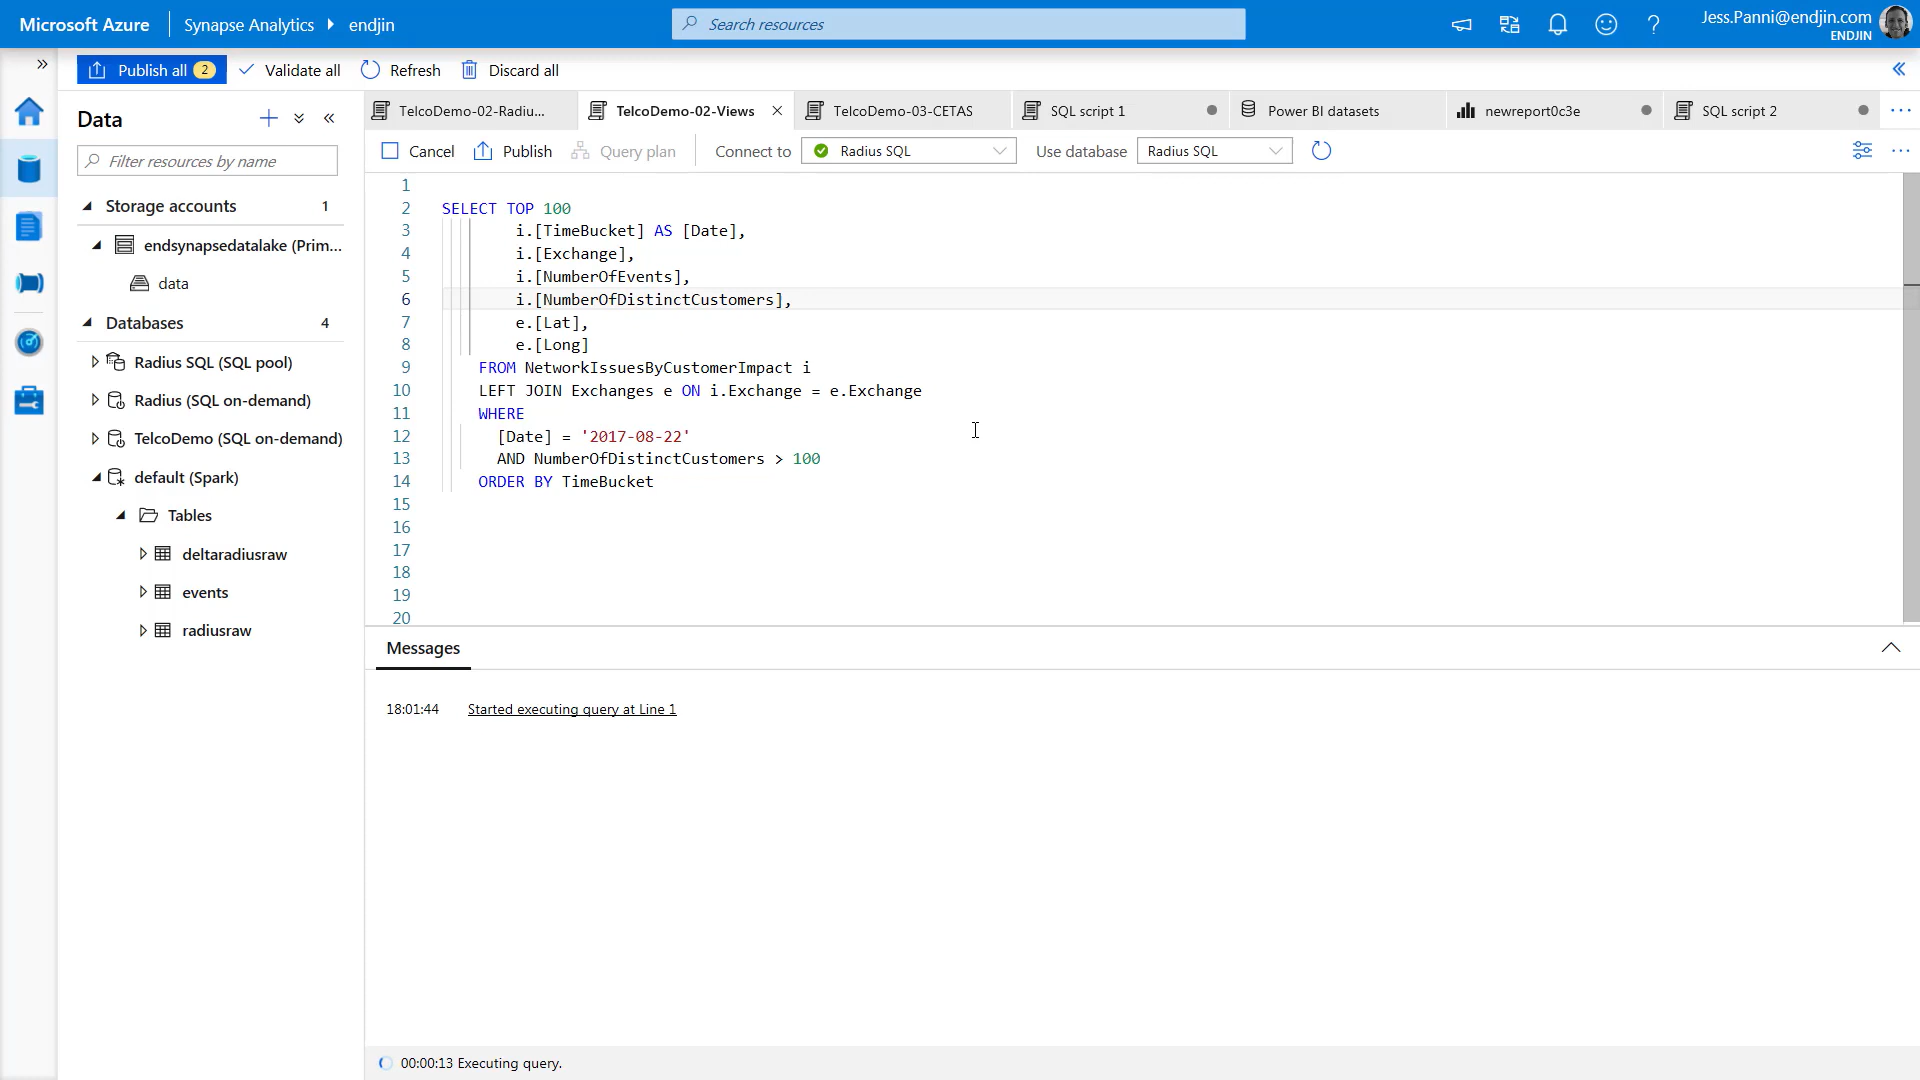 Microsoft Azure
Synapse Analytics
endjin
Search resources
Jess.Panni@endjin.com
ENDJIN
Publish all 2
Validate all
Refresh
Discard all
Data
Filter resources by name
Storage accounts 1
endsynapsedatalake (Prim...
data
Databases 4
Radius SQL (SQL pool)
Radius (SQL on-demand)
TelcoDemo (SQL on-demand)
default (Spark)
Tables
deltaradiusraw
events
radiusraw
TelcoDemo-02-Radiu...
TelcoDemo-02-Views
TelcoDemo-03-CETAS
SQL script 1
Power BI datasets
newreport0c3e
SQL script 2
Cancel
Publish
Query plan
Connect to
Radius SQL
Use database
Radius SQL
1
2 SELECT TOP 100
3 i.[TimeBucket] AS [Date],
4 i.[Exchange],
5 i.[NumberOfEvents],
6 i.[NumberOfDistinctCustomers],
7 e.[Lat],
8 e.[Long]
9 FROM NetworkIssuesByCustomerImpact i
10 LEFT JOIN Exchanges e ON i.Exchange = e.Exchange
11 WHERE
12 [Date] = '2017-08-22'
13 AND NumberOfDistinctCustomers > 100
14 ORDER BY TimeBucket
15
16
17
18
19
20
Messages
18:01:44 Started executing query at Line 1
00:00:13 Executing query.